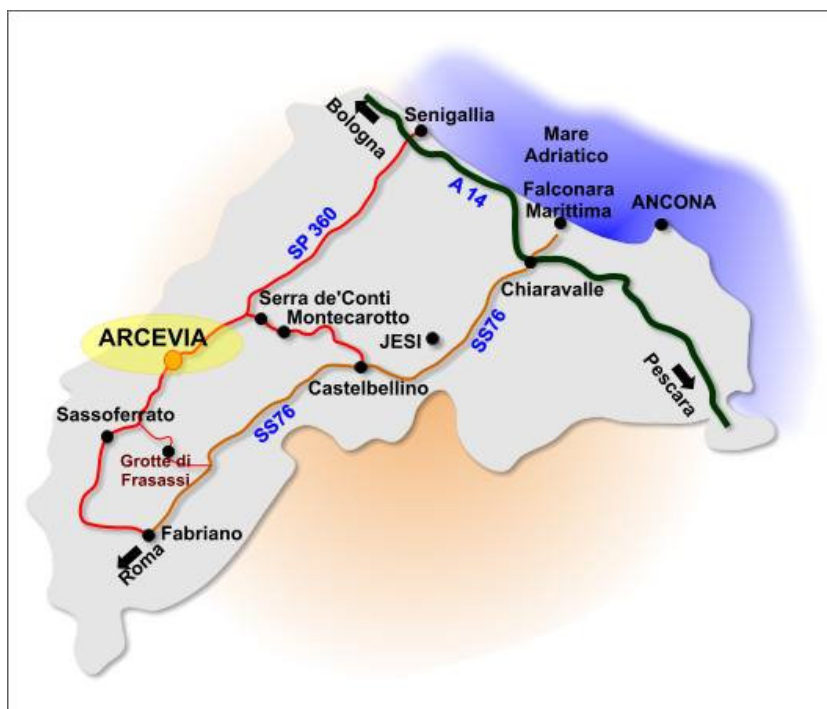 Bologna
Senigallia
Mare
Adriatico
A 14
Falconara
Marittima
ANCONA
SP 360
Chiaravalle
Serra de'Conti
Montecarotto
JESI
SS76
ARCEVIA
Castelbellino
Pescara
Sassoferrato
SS76
Grotte di
Frasassi
Fabriano
Roma